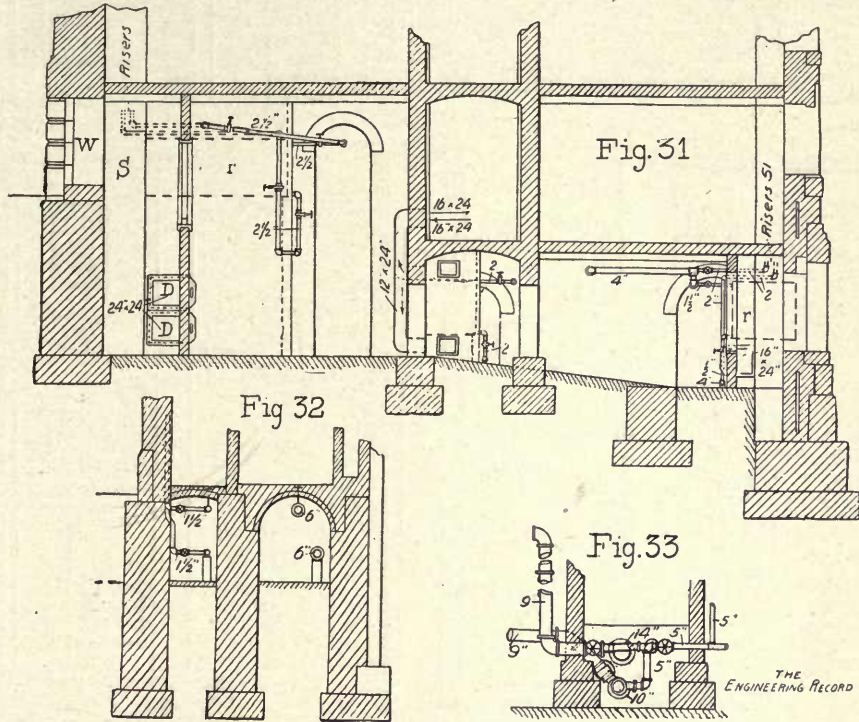 Risers
W
S
r
2½"
2½
2½
D
D
24"×24"
16 × 24
16 × 24
12 × 24"
2
2
Fig. 31
Risers 51
4"
1½"
2
2
r
16"
×
24"
Fig 32
1½
1½"
6
6"
Fig. 33
9
9"
14"
5"
5"
5"
10"
THE
ENGINEERING RECORD